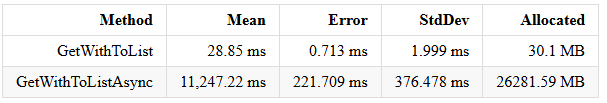 Method Mean Error StdDev Allocated
GetWithToList 28.85 ms 0.713 ms 1.999 ms 30.1 MB
GetWithToListAsync 11,247.22 ms 221.709 ms 376.478 ms 26281.59 MB